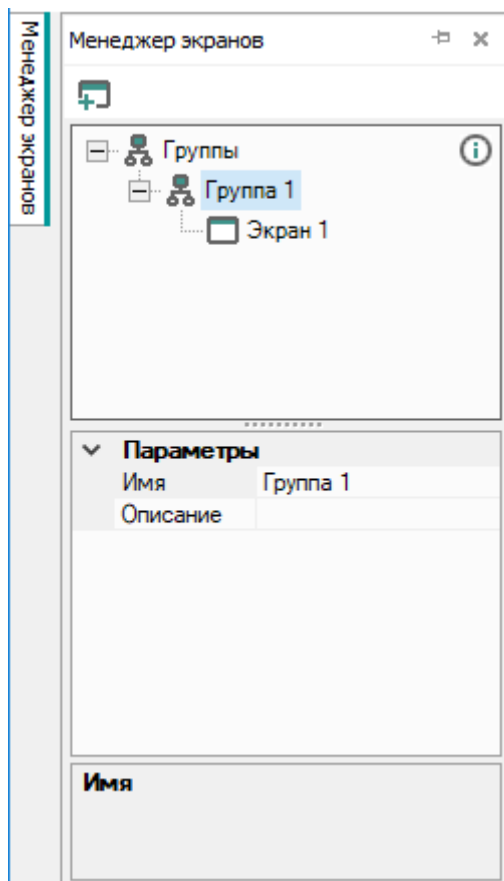 Менеджер экранов
Менеджер экранов
Группы
Группа 1
Экран 1
Параметры
Имя Группа 1
Описание
Имя